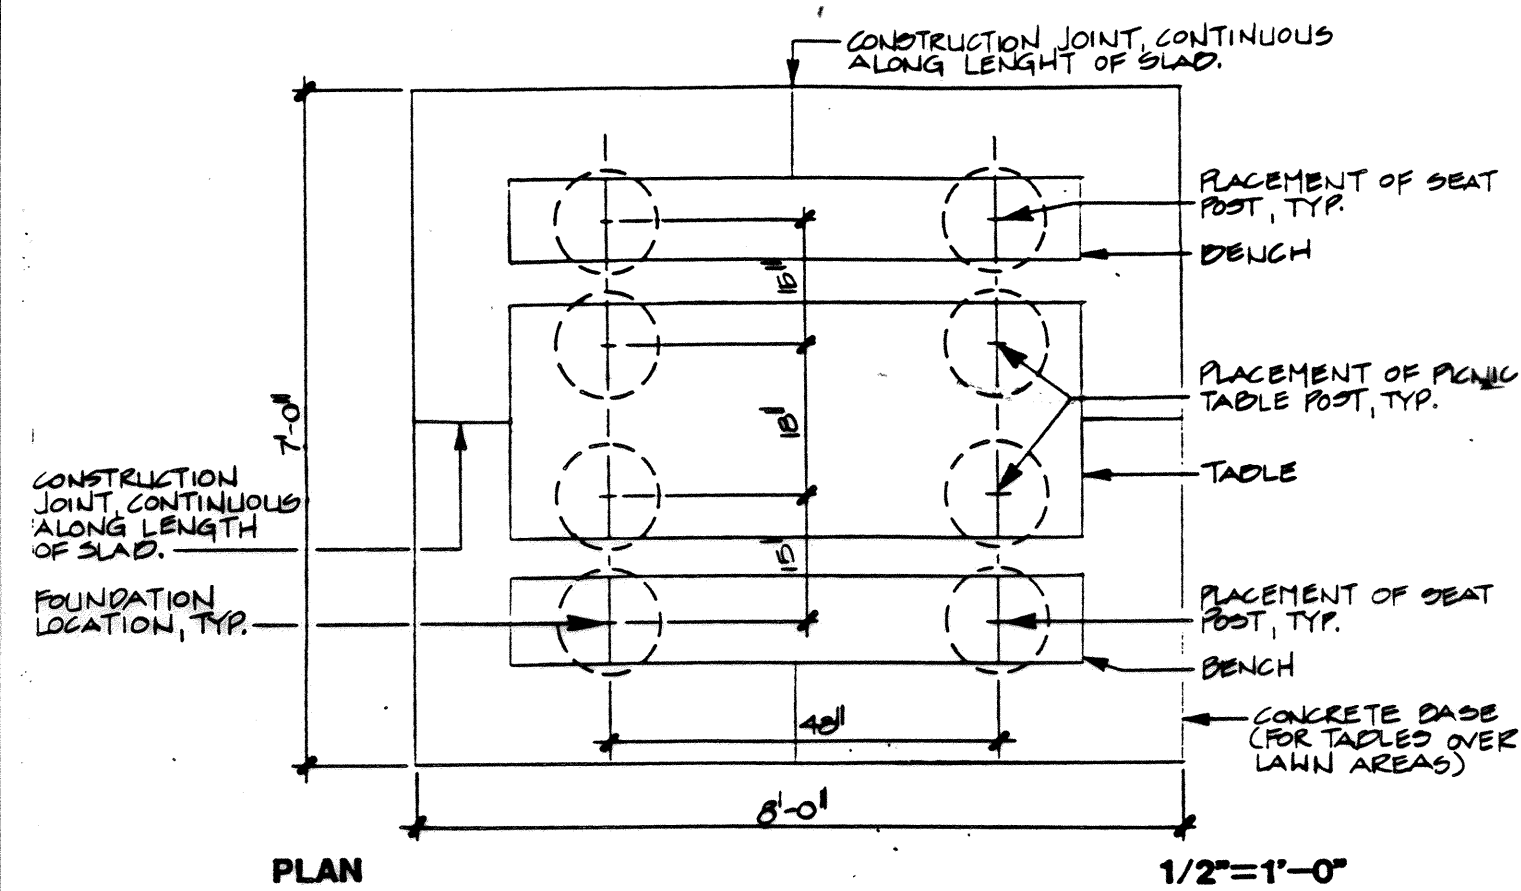 CONSTRUCTION JOINT, CONTINUOUS
ALONG LENGHT OF SLAB.
PLACEMENT OF SEAT
POST, TYP.
BENCH
15"
PLACEMENT OF PICNIC
TABLE POST, TYP.
7'-0"
18"
TABLE
CONSTRUCTION
JOINT, CONTINUOUS
ALONG LENGTH
OF SLAB.
15"
FOUNDATION
LOCATION, TYP.
PLACEMENT OF SEAT
POST, TYP.
BENCH
48"
CONCRETE BASE
(FOR TABLES OVER
LAWN AREAS)
8'-0"
PLAN
1/2"=1'-0"